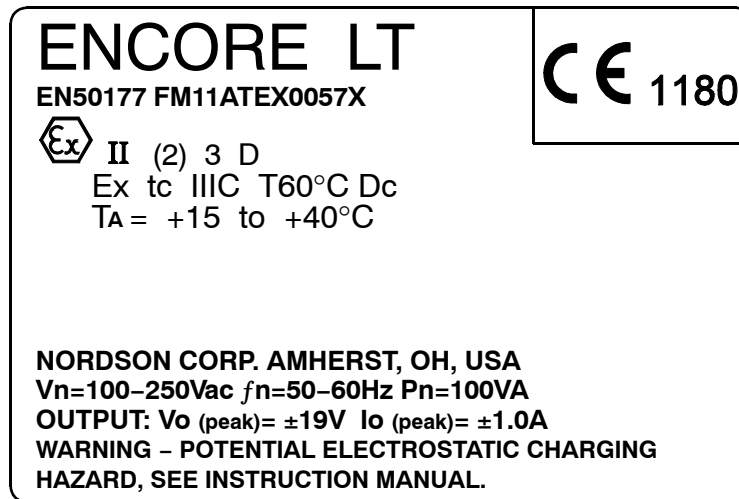 ENCORE LT
CE 1180
EN50177 FM11ATEX0057X
Ex II (2) 3 D
Ex tc IIIC T60°C Dc
TA = +15 to +40°C
NORDSON CORP. AMHERST, OH, USA
Vn=100–250Vac ƒn=50–60Hz Pn=100VA
OUTPUT: Vo (peak)= ±19V Io (peak)= ±1.0A
WARNING – POTENTIAL ELECTROSTATIC CHARGING
HAZARD, SEE INSTRUCTION MANUAL.